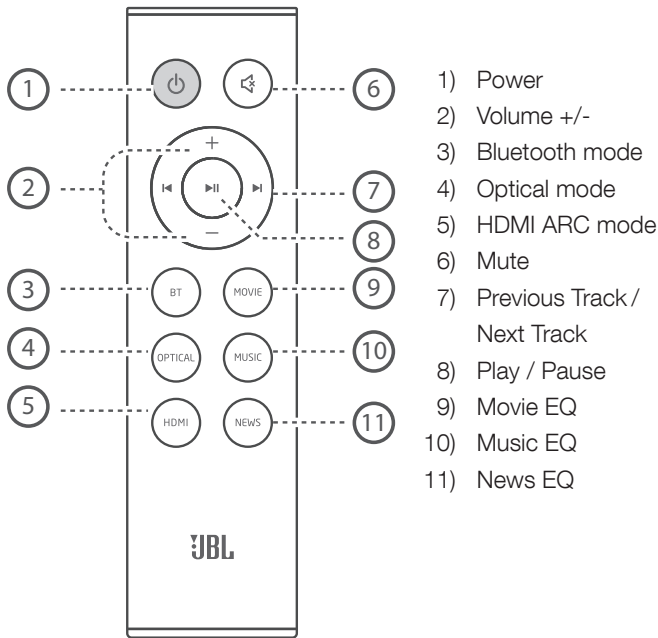 1
6
2
+
7
−
8
3
BT
MOVIE
9
4
OPTICAL
MUSIC
10
5
HDMI
NEWS
11
JBL
1) Power
2) Volume +/-
3) Bluetooth mode
4) Optical mode
5) HDMI ARC mode
6) Mute
7) Previous Track /
Next Track
8) Play / Pause
9) Movie EQ
10) Music EQ
11) News EQ